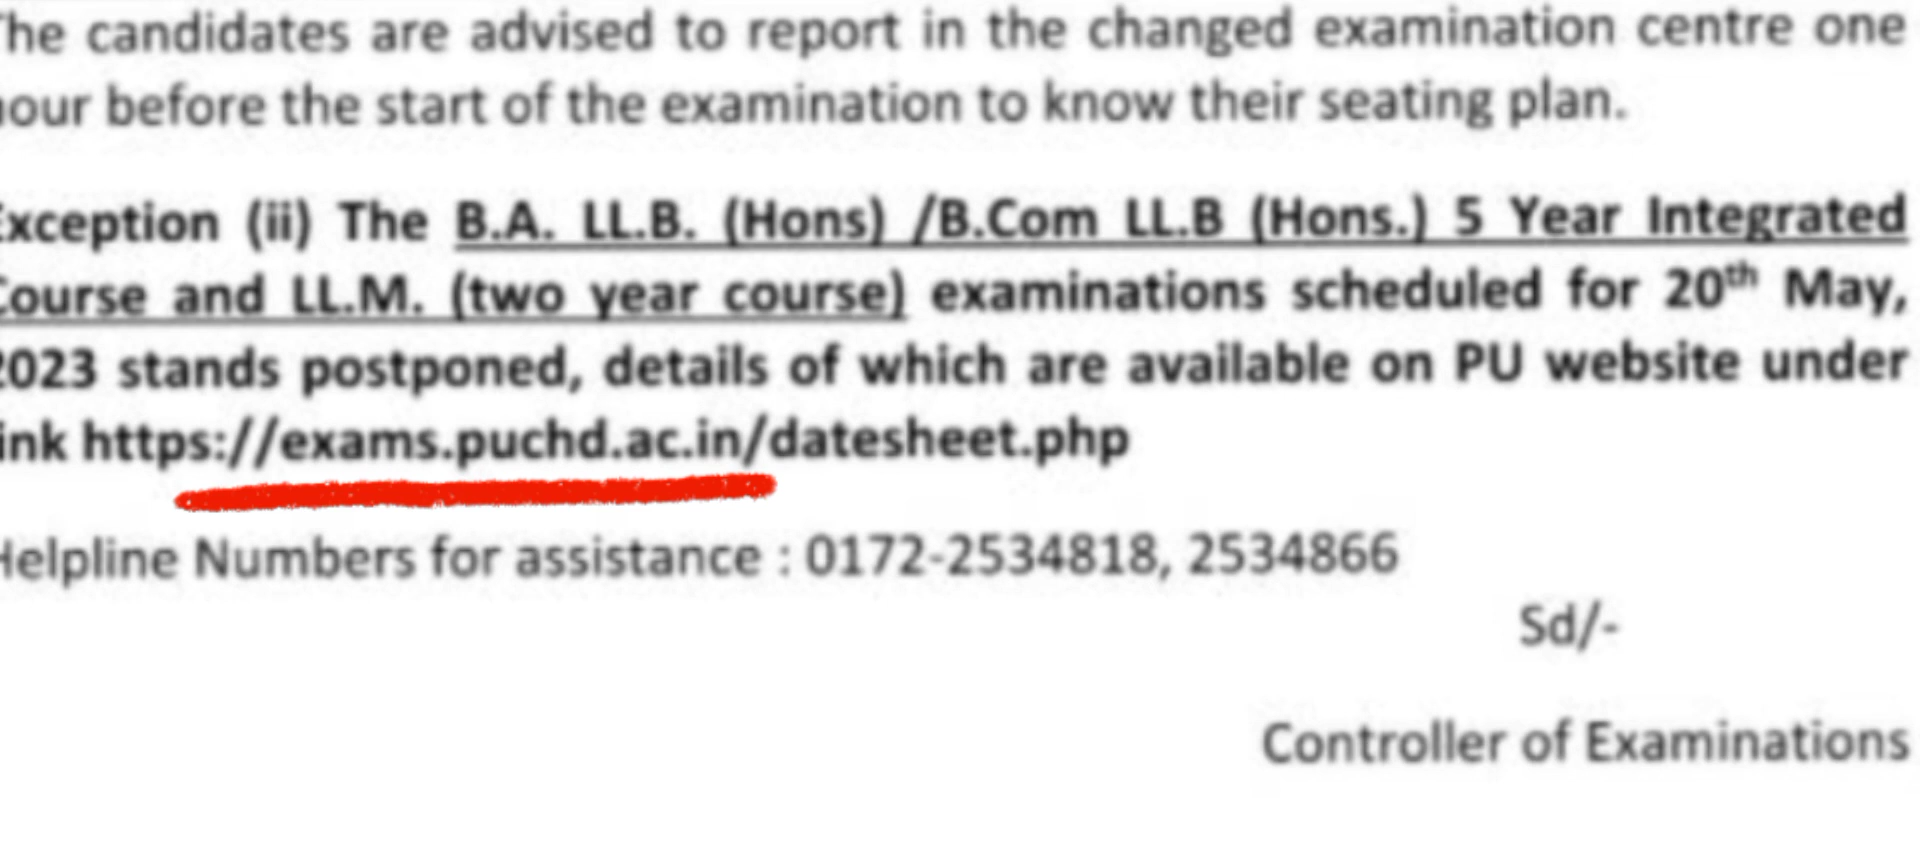 The candidates are advised to report in the changed examination centre one
hour before the start of the examination to know their seating plan.
Exception (ii) The B.A. LL.B. (Hons) /B.Com LL.B (Hons.) 5 Year Integrated
Course and LL.M. (two year course) examinations scheduled for 20th May,
2023 stands postponed, details of which are available on PU website under
link https://exams.puchd.ac.in/datesheet.php
Helpline Numbers for assistance : 0172-2534818, 2534866
Sd/-
Controller of Examinations